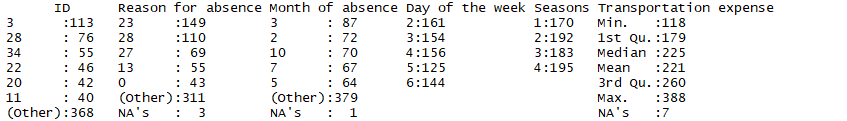 ID Reason for absence Month of absence Day of the week Seasons Transportation expense
3 :113 23 :149 3 : 87 2:161 1:170 Min. :118
28 : 76 28 :110 2 : 72 3:154 2:192 1st Qu.:179
34 : 55 27 : 69 10 : 70 4:156 3:183 Median :225
22 : 46 13 : 55 7 : 67 5:125 4:195 Mean :221
20 : 42 0 : 43 5 : 64 6:144 3rd Qu.:260
11 : 40 (Other):311 (Other):379 Max. :388
(Other):368 NA's : 3 NA's : 1 NA's :7